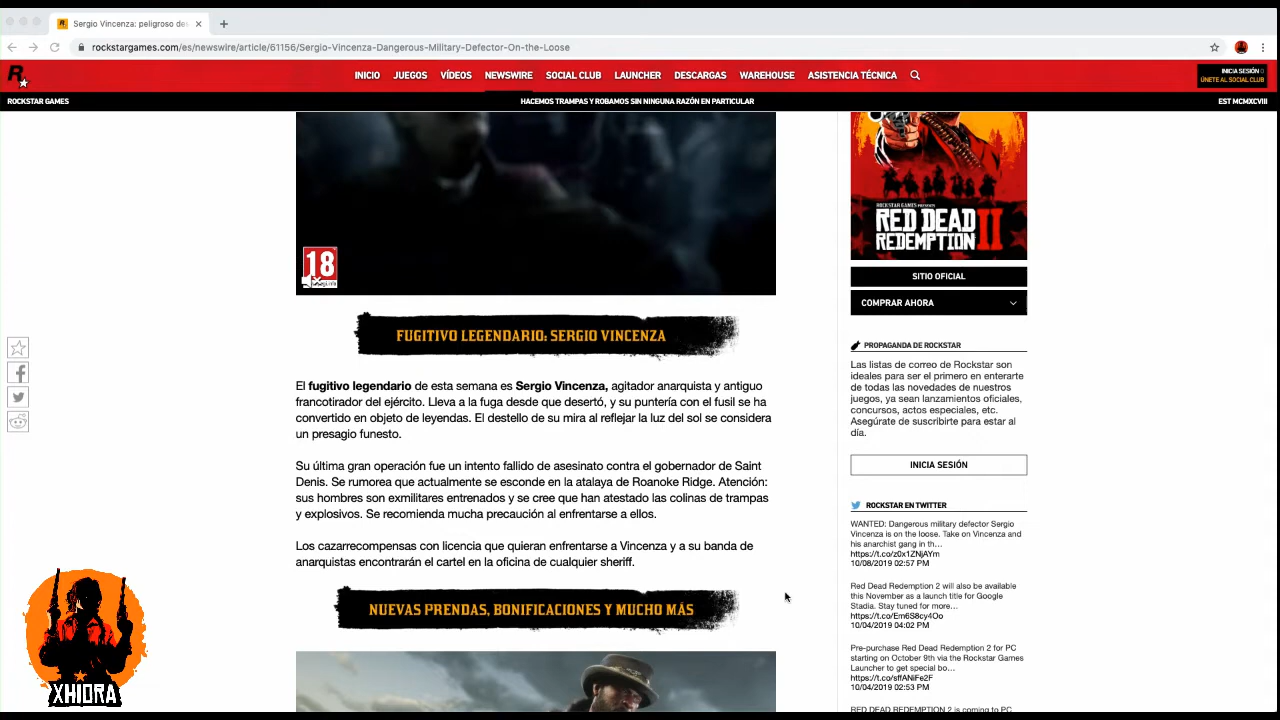 Sergio Vincenza: peligroso de
rockstargames.com/es/newswire/article/61156/Sergio-Vincenza-Dangerous-Military-Defector-On-the-Loose
R
INICIO JUEGOS VÍDEOS NEWSWIRE SOCIAL CLUB LAUNCHER DESCARGAS WAREHOUSE ASISTENCIA TÉCNICA
INICIA SESIÓN O
ÚNETE AL SOCIAL CLUB
ROCKSTAR GAMES
HACEMOS TRAMPAS Y ROBAMOS SIN NINGUNA RAZÓN EN PARTICULAR
EST MCMXCVIII
18
FUGITIVO LEGENDARIO: SERGIO VINCENZA
El fugitivo legendario de esta semana es Sergio Vincenza, agitador anarquista y antiguo
francotirador del ejército. Lleva a la fuga desde que desertó, y su puntería con el fusil se ha
convertido en objeto de leyendas. El destello de su mira al reflejar la luz del sol se considera
un presagio funesto.
Su última gran operación fue un intento fallido de asesinato contra el gobernador de Saint
Denis. Se rumorea que actualmente se esconde en la atalaya de Roanoke Ridge. Atención:
sus hombres son exmilitares entrenados y se cree que han atestado las colinas de trampas
y explosivos. Se recomienda mucha precaución al enfrentarse a ellos.
Los cazarrecompensas con licencia que quieran enfrentarse a Vincenza y a su banda de
anarquistas encontrarán el cartel en la oficina de cualquier sheriff.
NUEVAS PRENDAS, BONIFICACIONES Y MUCHO MÁS
ROCKSTAR GAMES PRESENTS
RED DEAD
REDEMPTION II
SITIO OFICIAL
COMPRAR AHORA
PROPAGANDA DE ROCKSTAR
Las listas de correo de Rockstar son
ideales para ser el primero en enterarte
de todas las novedades de nuestros
juegos, ya sean lanzamientos oficiales,
concursos, actos especiales, etc.
Asegúrate de suscribirte para estar al
día.
INICIA SESIÓN
ROCKSTAR EN TWITTER
WANTED: Dangerous military defector Sergio
Vincenza is on the loose. Take on Vincenza and
his anarchist gang in th…
https://t.co/z0x1ZNjAYm
10/08/2019 02:57 PM
Red Dead Redemption 2 will also be available
this November as a launch title for Google
Stadia. Stay tuned for more…
https://t.co/Em6S8cy4Oo
10/04/2019 04:02 PM
Pre-purchase Red Dead Redemption 2 for PC
starting on October 9th via the Rockstar Games
Launcher to get special bo…
https://t.co/sffANiFe2F
10/04/2019 02:53 PM
RED DEAD REDEMPTION 2 is coming to PC
XHIDRA